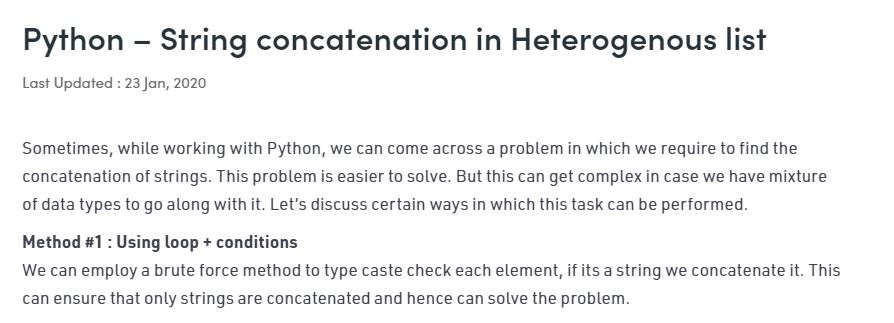 Python – String concatenation in Heterogenous list
Last Updated : 23 Jan, 2020
Sometimes, while working with Python, we can come across a problem in which we require to find the
concatenation of strings. This problem is easier to solve. But this can get complex in case we have mixture
of data types to go along with it. Let’s discuss certain ways in which this task can be performed.
Method #1 : Using loop + conditions
We can employ a brute force method to type caste check each element, if its a string we concatenate it. This
can ensure that only strings are concatenated and hence can solve the problem.